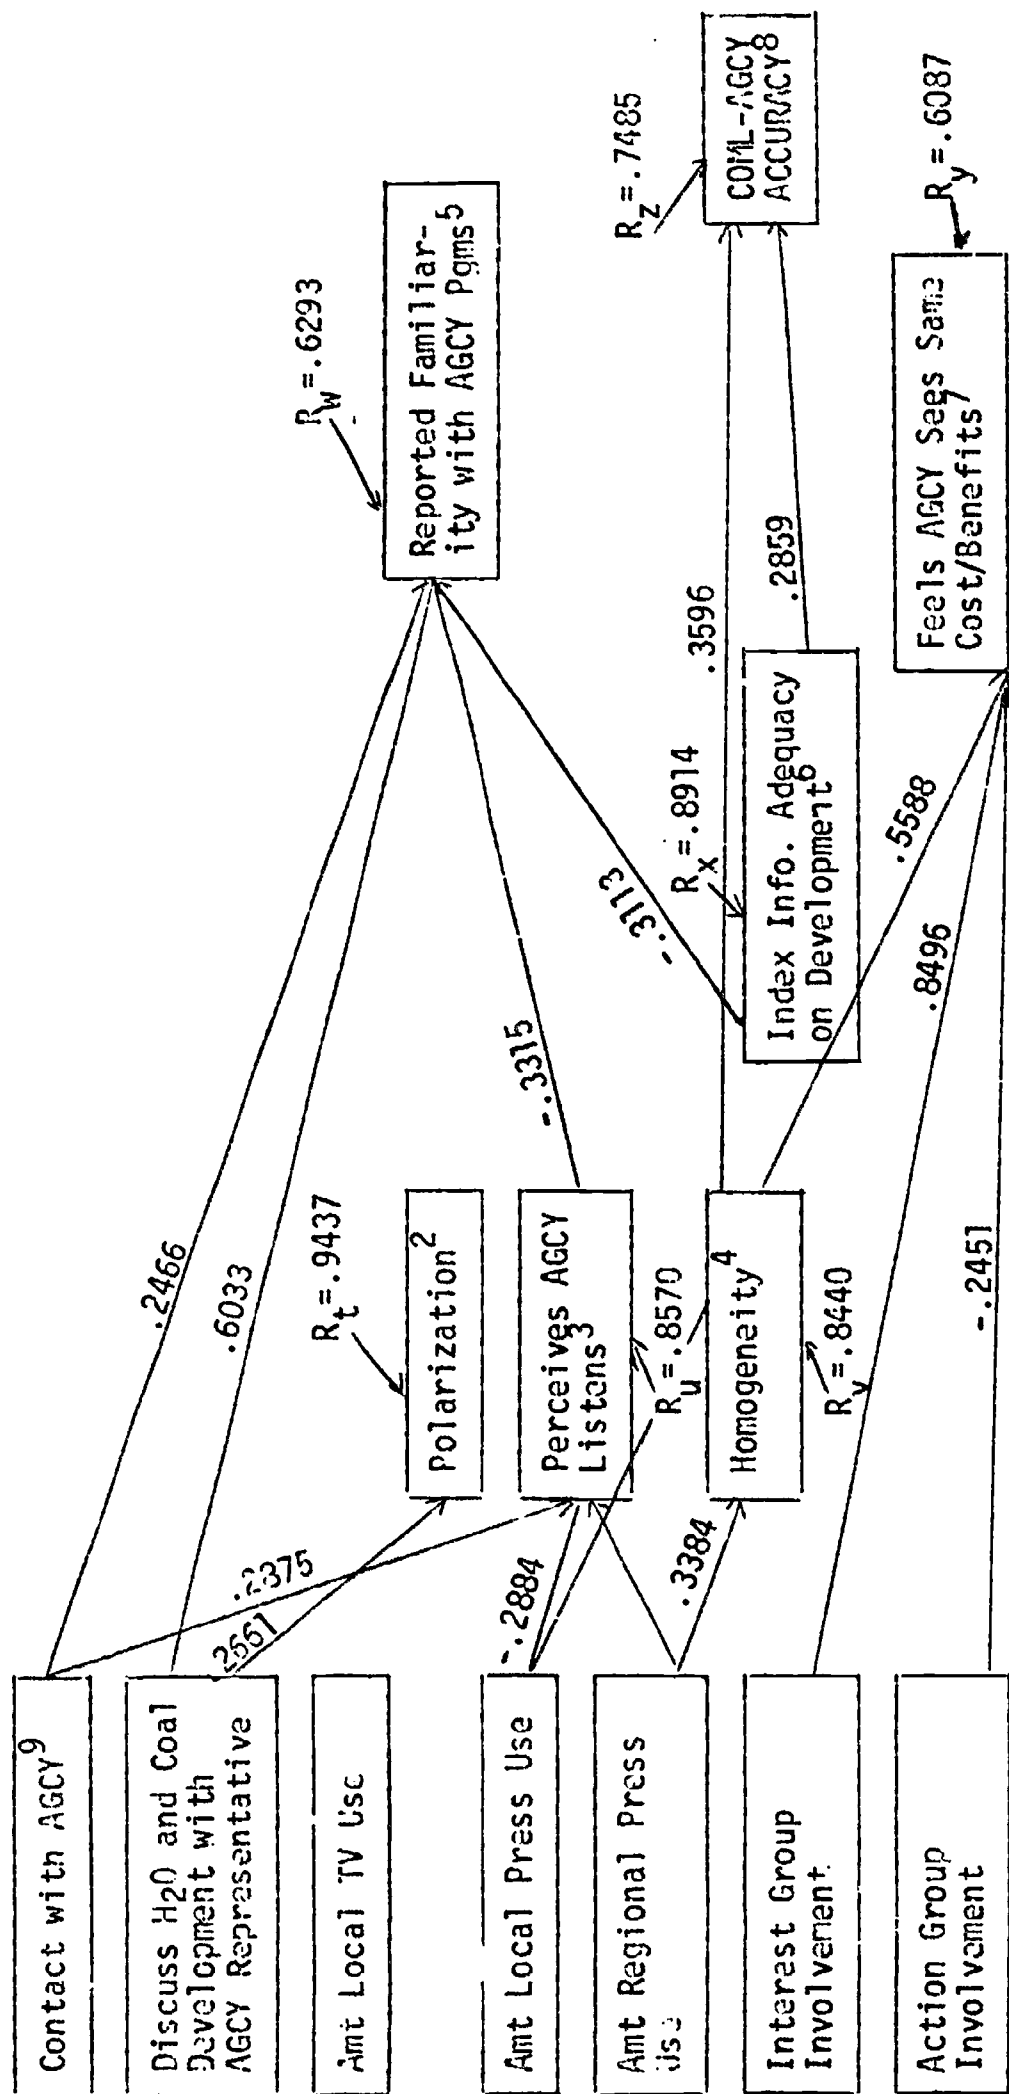 Contact with AGCY9
Discuss H2O and Coal
Development with
AGCY Representative
Amt Local TV Use
Amt Local Press Use
Amt Regional Press
Use
Interest Group
Involvement
Action Group
Involvement
.2466
.6033
.2375
.2661
-.2884
.3384
Rt=.9437
Polarization2
Perceives AGCY
Listens3
Ru=.8570
Homogeneity4
Rv=.8440
-.3315
-.3113
Rx=.8914
Index Info. Adequacy
on Development6
.3596
.2859
.5588
.8496
-.2451
Rw=.6293
Reported Familiar-
ity with AGCY Pgms5
Rz=.7485
COML-AGCY
ACCURACY8
Feels AGCY Sees Same
Cost/Benefits7
Ry=.6087